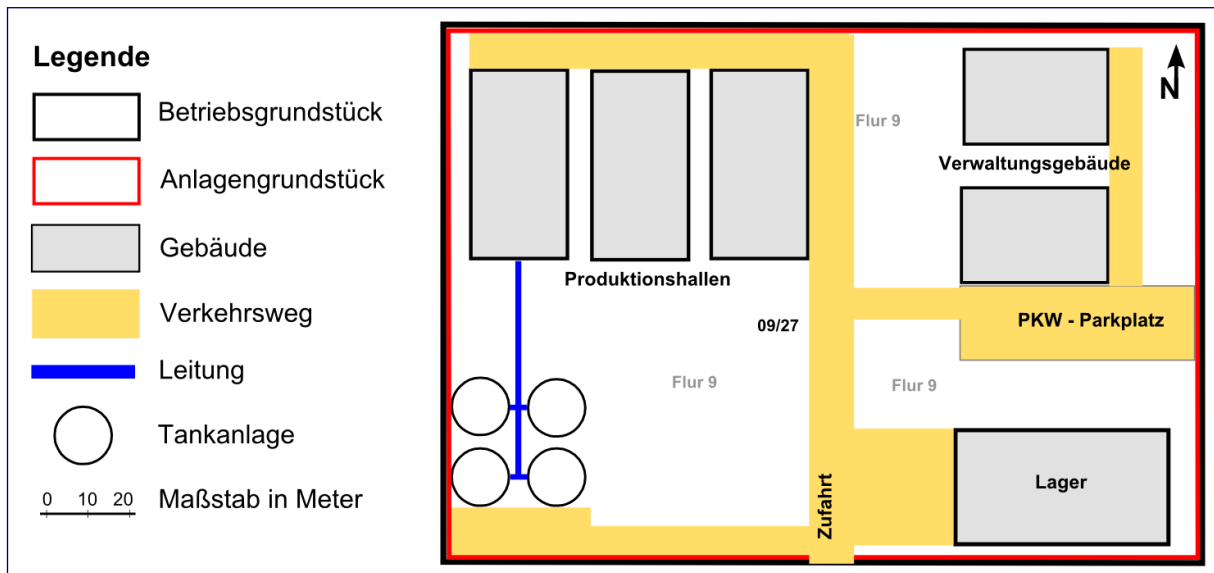 Legende
Betriebsgrundstück
Anlagengrundstück
Gebäude
Verkehrsweg
Leitung
Tankanlage
0 10 20
Maßstab in Meter
N
Flur 9
Verwaltungsgebäude
Produktionshallen
PKW - Parkplatz
09/27
Flur 9
Flur 9
Lager
Zufahrt